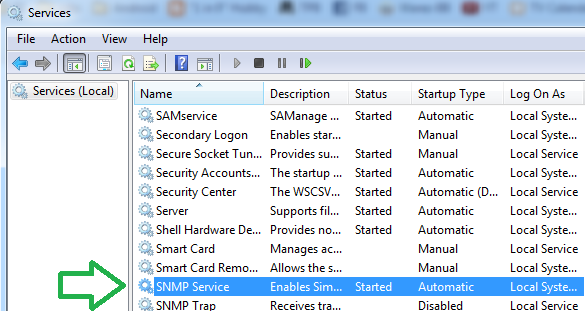 Services
File Action View Help
Services (Local)
Name Description Status Startup Type Log On As
SAMservice SAManage ... Started Automatic Local Syste...
Secondary Logon Enables star... Manual Local Syste...
Secure Socket Tun... Provides su... Started Manual Local Service
Security Accounts... The startup ... Started Automatic Local Syste...
Security Center The WSCSV... Started Automatic (D... Local Service
Server Supports fil... Started Automatic Local Syste...
Shell Hardware De... Provides no... Started Automatic Local Syste...
Smart Card Manages ac... Manual Local Service
Smart Card Remo... Allows the s... Manual Local Syste...
SNMP Service Enables Sim... Started Automatic Local Syste...
SNMP Trap Receives tra... Disabled Local Service